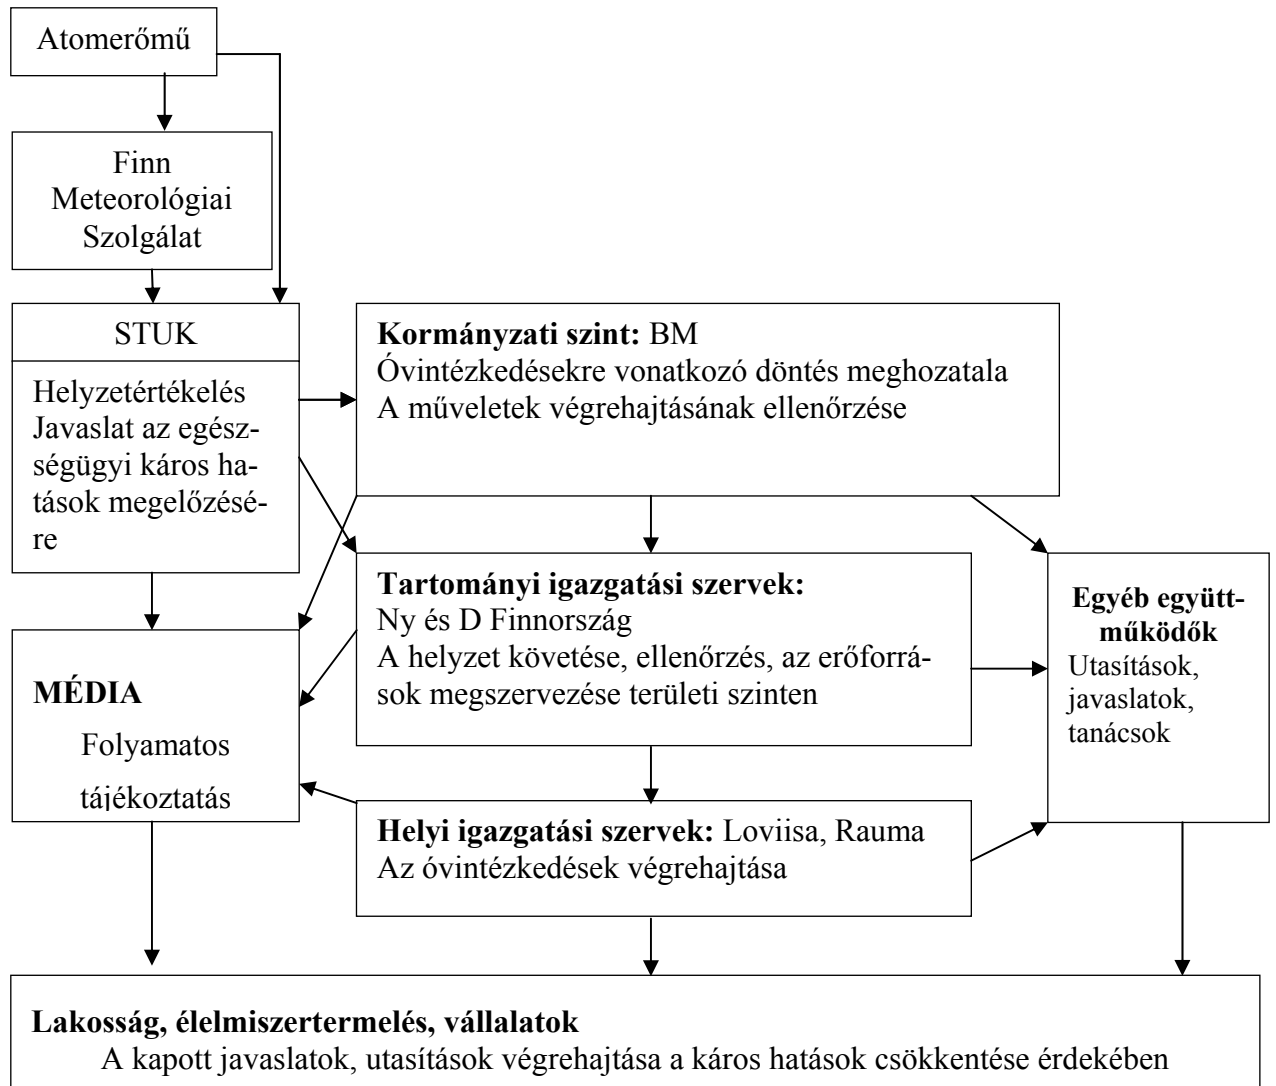 Atomerőmű
Finn
Meteorológiai
Szolgálat
STUK
Helyzetértékelés
Javaslat az egész-
ségügyi káros ha-
tások megelőzésé-
re
Kormányzati szint: BM
Óvintézkedésekre vonatkozó döntés meghozatala
A műveletek végrehajtásának ellenőrzése
Tartományi igazgatási szervek:
Ny és D Finnország
A helyzet követése, ellenőrzés, az erőforrá-
sok megszervezése területi szinten
Egyéb együtt-
működők
Utasítások,
javaslatok,
tanácsok
MÉDIA
Folyamatos
tájékoztatás
Helyi igazgatási szervek: Loviisa, Rauma
Az óvintézkedések végrehajtása
Lakosság, élelmiszertermelés, vállalatok
A kapott javaslatok, utasítások végrehajtása a káros hatások csökkentése érdekében